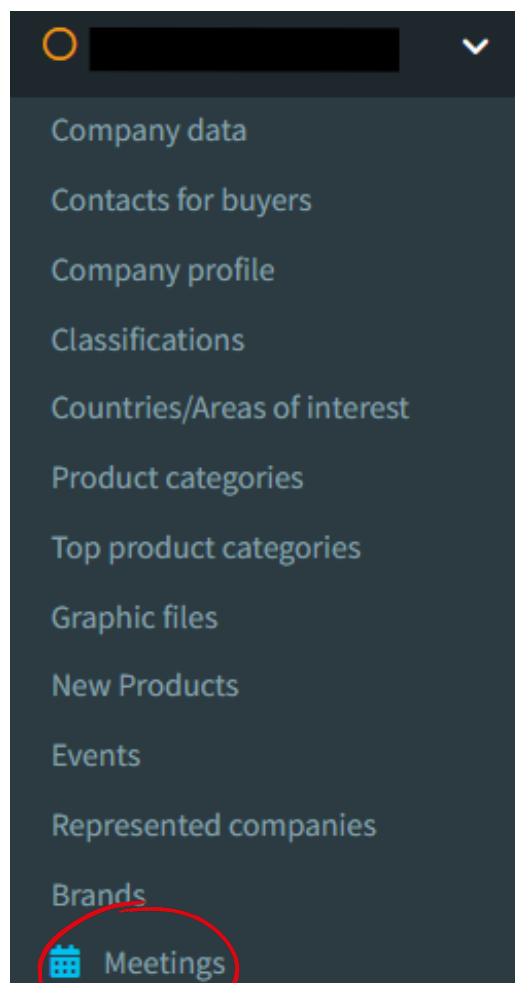 Company data
Contacts for buyers
Company profile
Classifications
Countries/Areas of interest
Product categories
Top product categories
Graphic files
New Products
Events
Represented companies
Brands
Meetings